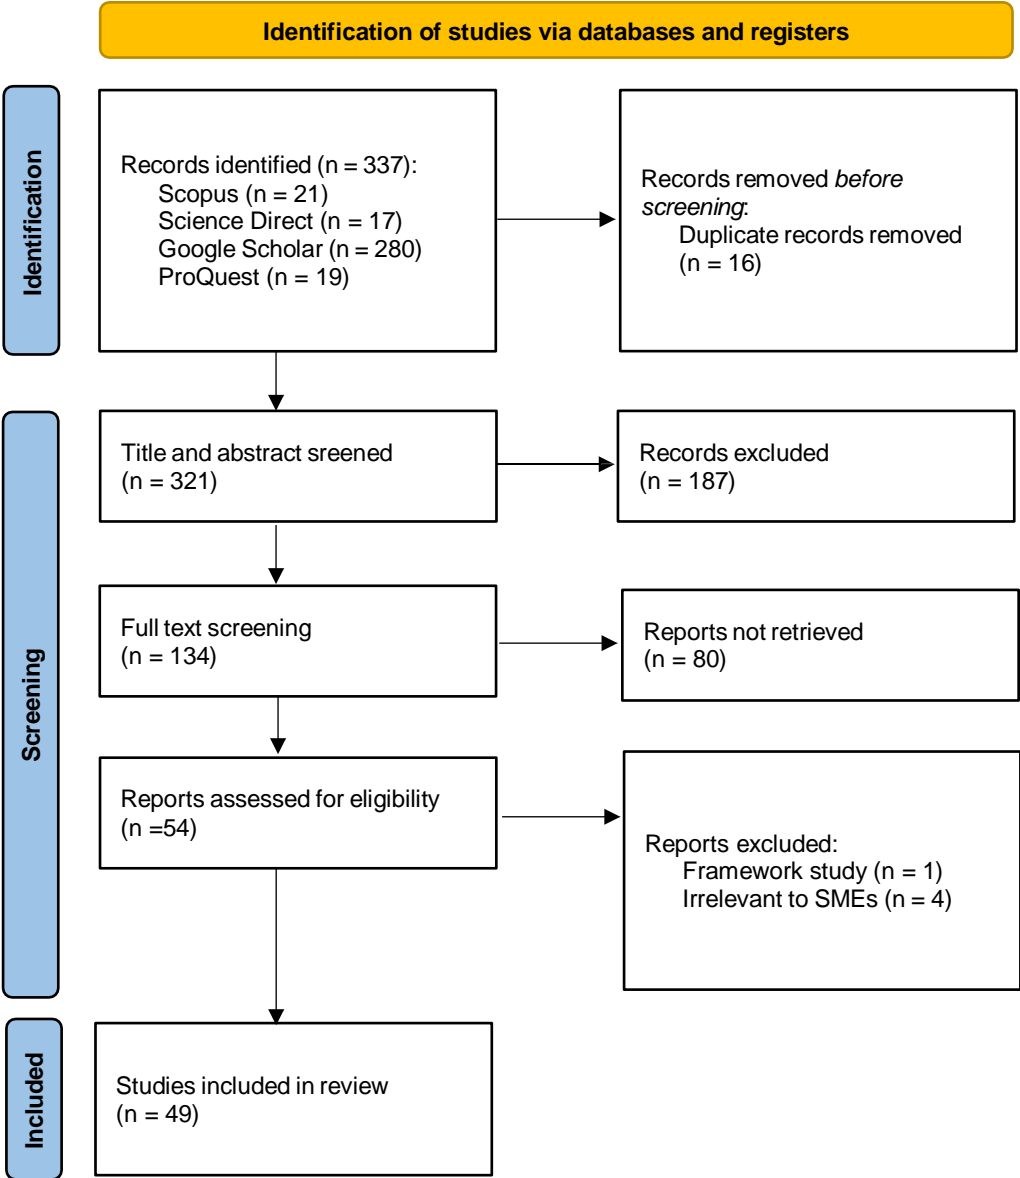 Identification of studies via databases and registers
Identification
Records identified (n = 337):
Scopus (n = 21)
Science Direct (n = 17)
Google Scholar (n = 280)
ProQuest (n = 19)
Records removed before
screening:
Duplicate records removed
(n = 16)
Screening
Title and abstract sreened
(n = 321)
Records excluded
(n = 187)
Full text screening
(n = 134)
Reports not retrieved
(n = 80)
Reports assessed for eligibility
(n =54)
Reports excluded:
Framework study (n = 1)
Irrelevant to SMEs (n = 4)
Included
Studies included in review
(n = 49)